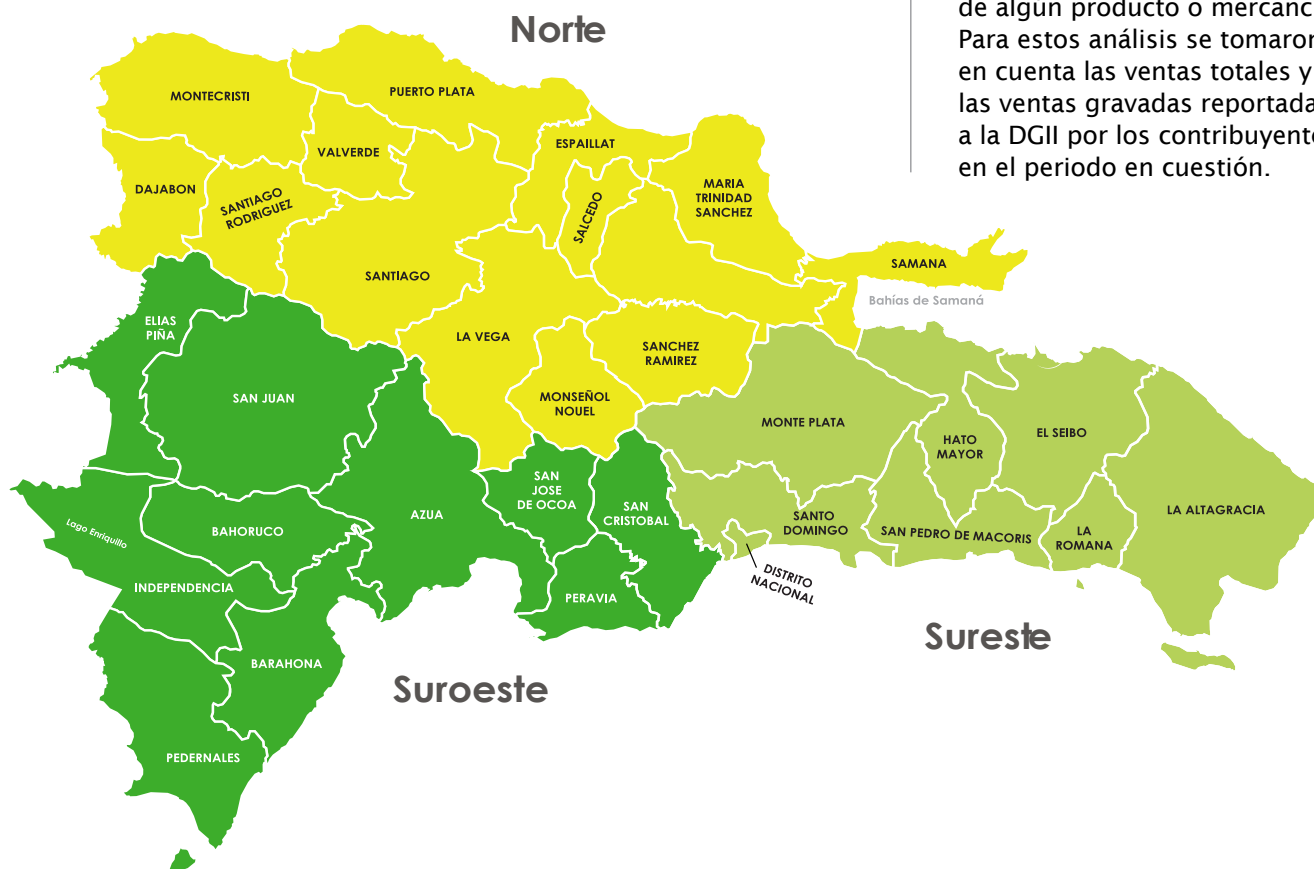 Norte
de algún producto o
Para estos análisis se tomaron
en cuenta las ventas totales y
las ventas gravadas
a la DGII por los
en el periodo en cuestión.
MONTECRISTI
PUERTO PLATA
VALVERDE
ESPAILLAT
DAJABON
SANTIAGO
RODRIGUEZ
SALCEDO
MARIA
TRINIDAD
SANCHEZ
SANTIAGO
SAMANA
Bahías de Samaná
ELIAS
PIÑA
LA VEGA
SANCHEZ
RAMIREZ
SAN JUAN
MONSEÑOL
NOUEL
MONTE PLATA
HATO
MAYOR
EL SEIBO
SAN
JOSE
DE OCOA
SAN
CRISTOBAL
AZUA
LA ALTAGRACIA
Lago Enriquillo
BAHORUCO
SANTO
DOMINGO
SAN PEDRO DE MACORIS
LA
ROMANA
DISTRITO
NACIONAL
INDEPENDENCIA
PERAVIA
Sureste
BARAHONA
Suroeste
PEDERNALES